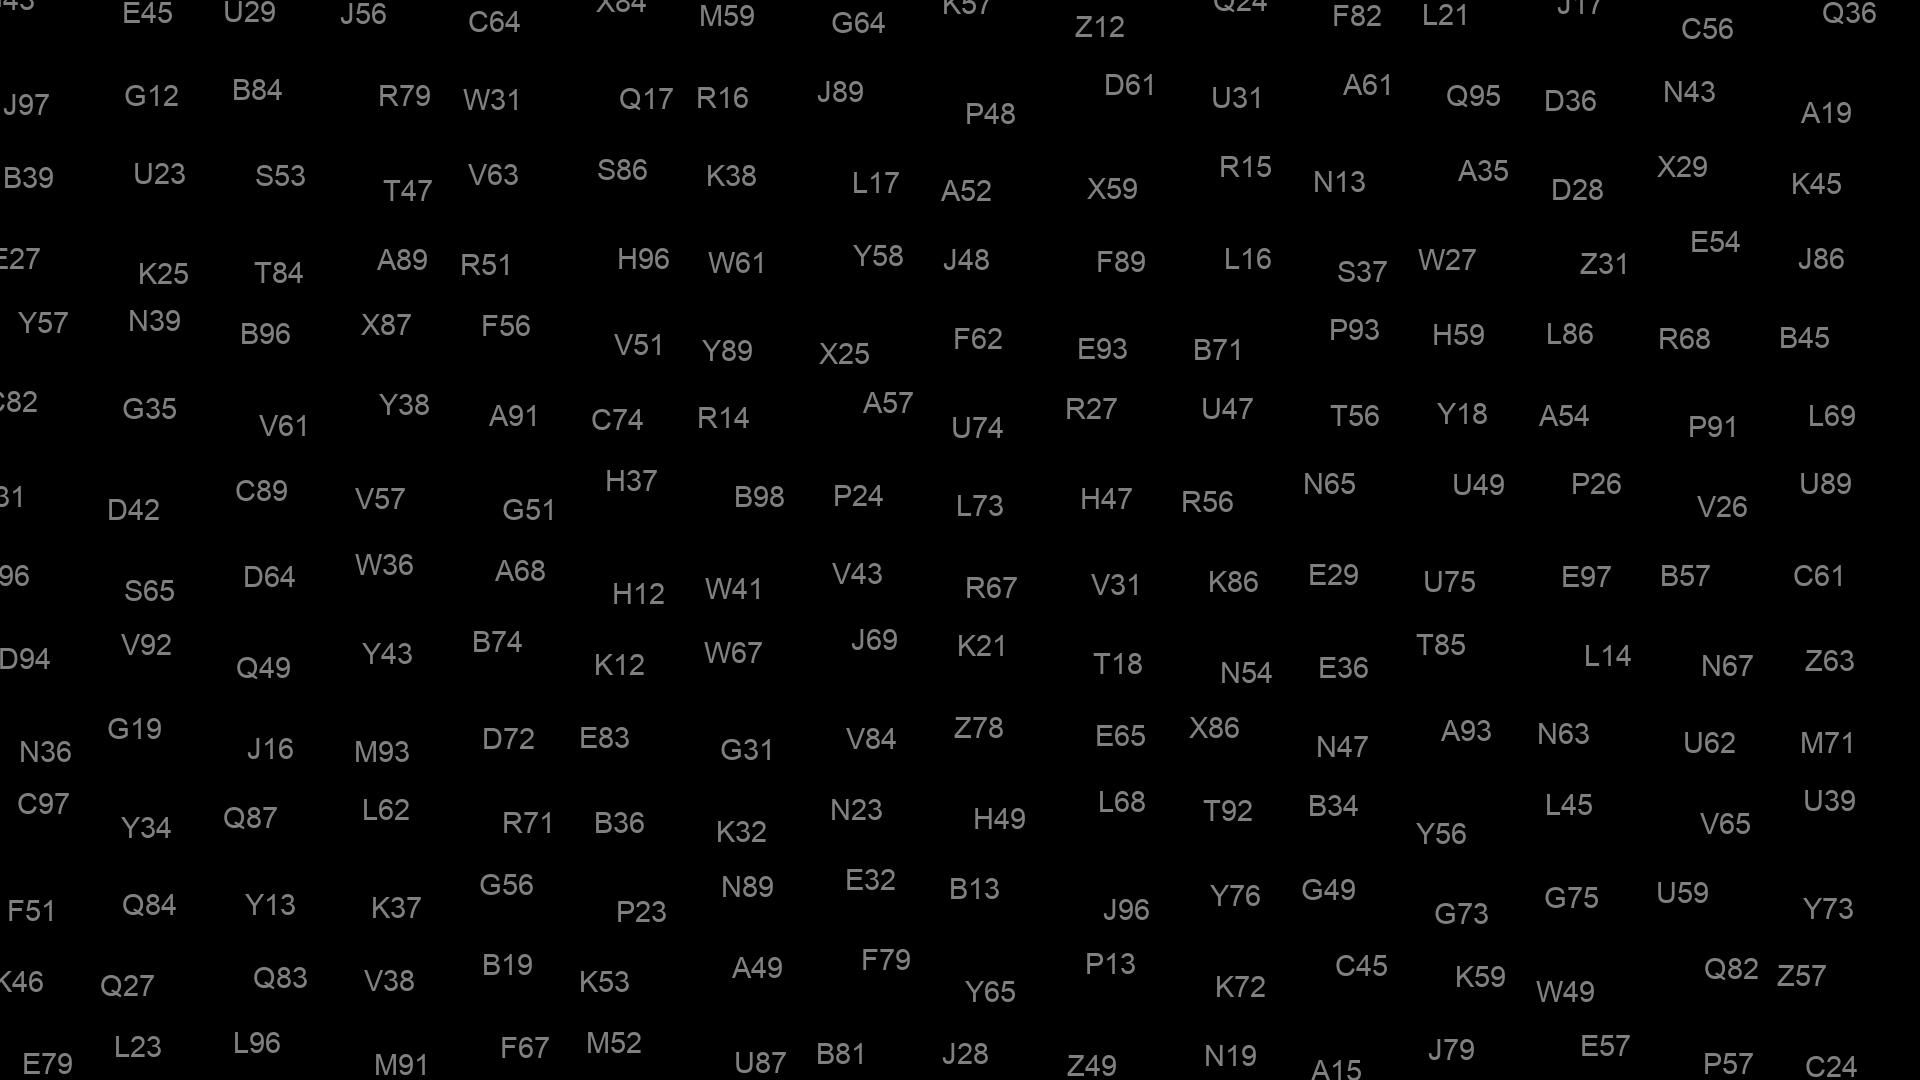 E45 U29 J56 C64 X84 M59 G64 K57 Z12 Q24 F82 L21 J17 C56 Q36
J97 G12 B84 R79 W31 Q17 R16 J89 P48 D61 U31 A61 Q95 D36 N43 A19
B39 U23 S53 T47 V63 S86 K38 L17 A52 X59 R15 N13 A35 D28 X29 K45
E27 K25 T84 A89 R51 H96 W61 Y58 J48 F89 L16 S37 W27 Z31 E54 J86
Y57 N39 B96 X87 F56 V51 Y89 X25 F62 E93 B71 P93 H59 L86 R68 B45
C82 G35 V61 Y38 A91 C74 R14 A57 U74 R27 U47 T56 Y18 A54 P91 L69
31 D42 C89 V57 G51 H37 B98 P24 L73 H47 R56 N65 U49 P26 V26 U89
96 S65 D64 W36 A68 H12 W41 V43 R67 V31 K86 E29 U75 E97 B57 C61
D94 V92 Q49 Y43 B74 K12 W67 J69 K21 T18 N54 E36 T85 L14 N67 Z63
N36 G19 J16 M93 D72 E83 G31 V84 Z78 E65 X86 N47 A93 N63 U62 M71
C97 Y34 Q87 L62 R71 B36 K32 N23 H49 L68 T92 B34 Y56 L45 V65 U39
F51 Q84 Y13 K37 G56 P23 N89 E32 B13 J96 Y76 G49 G73 G75 U59 Y73
K46 Q27 Q83 V38 B19 K53 A49 F79 Y65 P13 K72 C45 K59 W49 Q82 Z57
E79 L23 L96 M91 F67 M52 U87 B81 J28 Z49 N19 A15 J79 E57 P57 C24